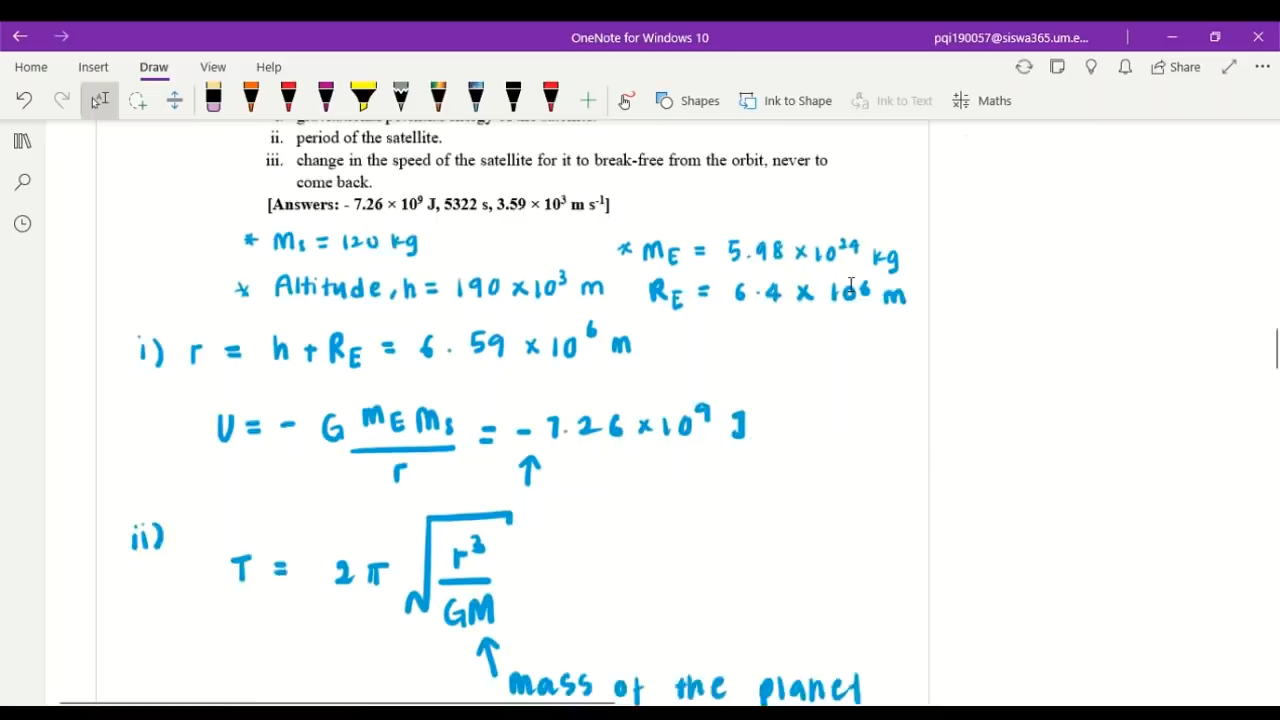 OneNote for Windows 10
pqi190057@siswa365.um.e...
Home Insert Draw View Help
Share
Shapes Ink to Shape Ink to Text Maths
ii. period of the satellite.
iii. change in the speed of the satellite for it to break-free from the orbit, never to
come back.
[Answers: - 7.26 × 10⁹ J, 5322 s, 3.59 × 10³ m s⁻¹]
* Ms = 120 kg * ME = 5.98 × 10²⁴ kg
* Altitude, h = 190 × 10³ m RE = 6.4 × 10⁶ m
i) r = h + RE = 6.59 × 10⁶ m
U = - G mE ms / r = - 7.26 × 10⁹ J
↑
ii) T = 2π √(r³ / GM)
↑
mass of the planet